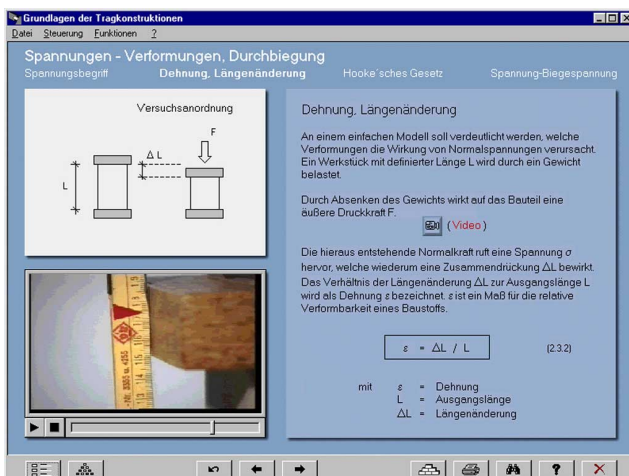 Grundlagen der Tragkonstruktionen
Datei Steuerung Funktionen ?
Spannungen - Verformungen, Durchbiegung
Spannungsbegriff Dehnung, Längenänderung Hooke'sches Gesetz Spannung-Biegespannung
Versuchsanordnung
F
Δ L
L
Dehnung, Längenänderung
An einem einfachen Modell soll verdeutlicht werden, welche
Verformungen die Wirkung von Normalspannungen verursacht.
Ein Werkstück mit definierter Länge L wird durch ein Gewicht
belastet.
Durch Absenken des Gewichts wirkt auf das Bauteil eine
äußere Druckkraft F.
(Video)
Die hieraus entstehende Normalkraft ruft eine Spannung σ
hervor, welche wiederum eine Zusammendrückung ΔL bewirkt.
Das Verhältnis der Längenänderung ΔL zur Ausgangslänge L
wird als Dehnung ε bezeichnet. ε ist ein Maß für die relative
Verformbarkeit eines Baustoffs.
ε = ΔL / L (2.3.2)
mit ε = Dehnung
L = Ausgangslänge
ΔL = Längenänderung
?